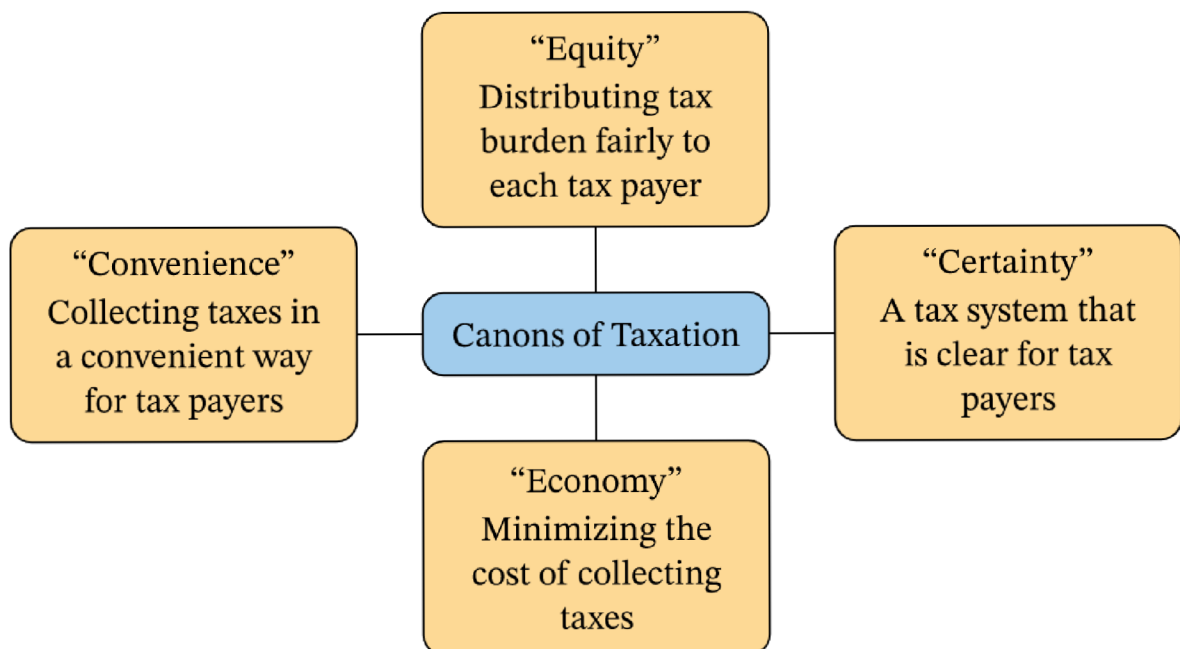 “Equity”
Distributing tax
burden fairly to
each tax payer
“Convenience”
Collecting taxes in
a convenient way
for tax payers
Canons of Taxation
“Certainty”
A tax system that
is clear for tax
payers
“Economy”
Minimizing the
cost of collecting
taxes